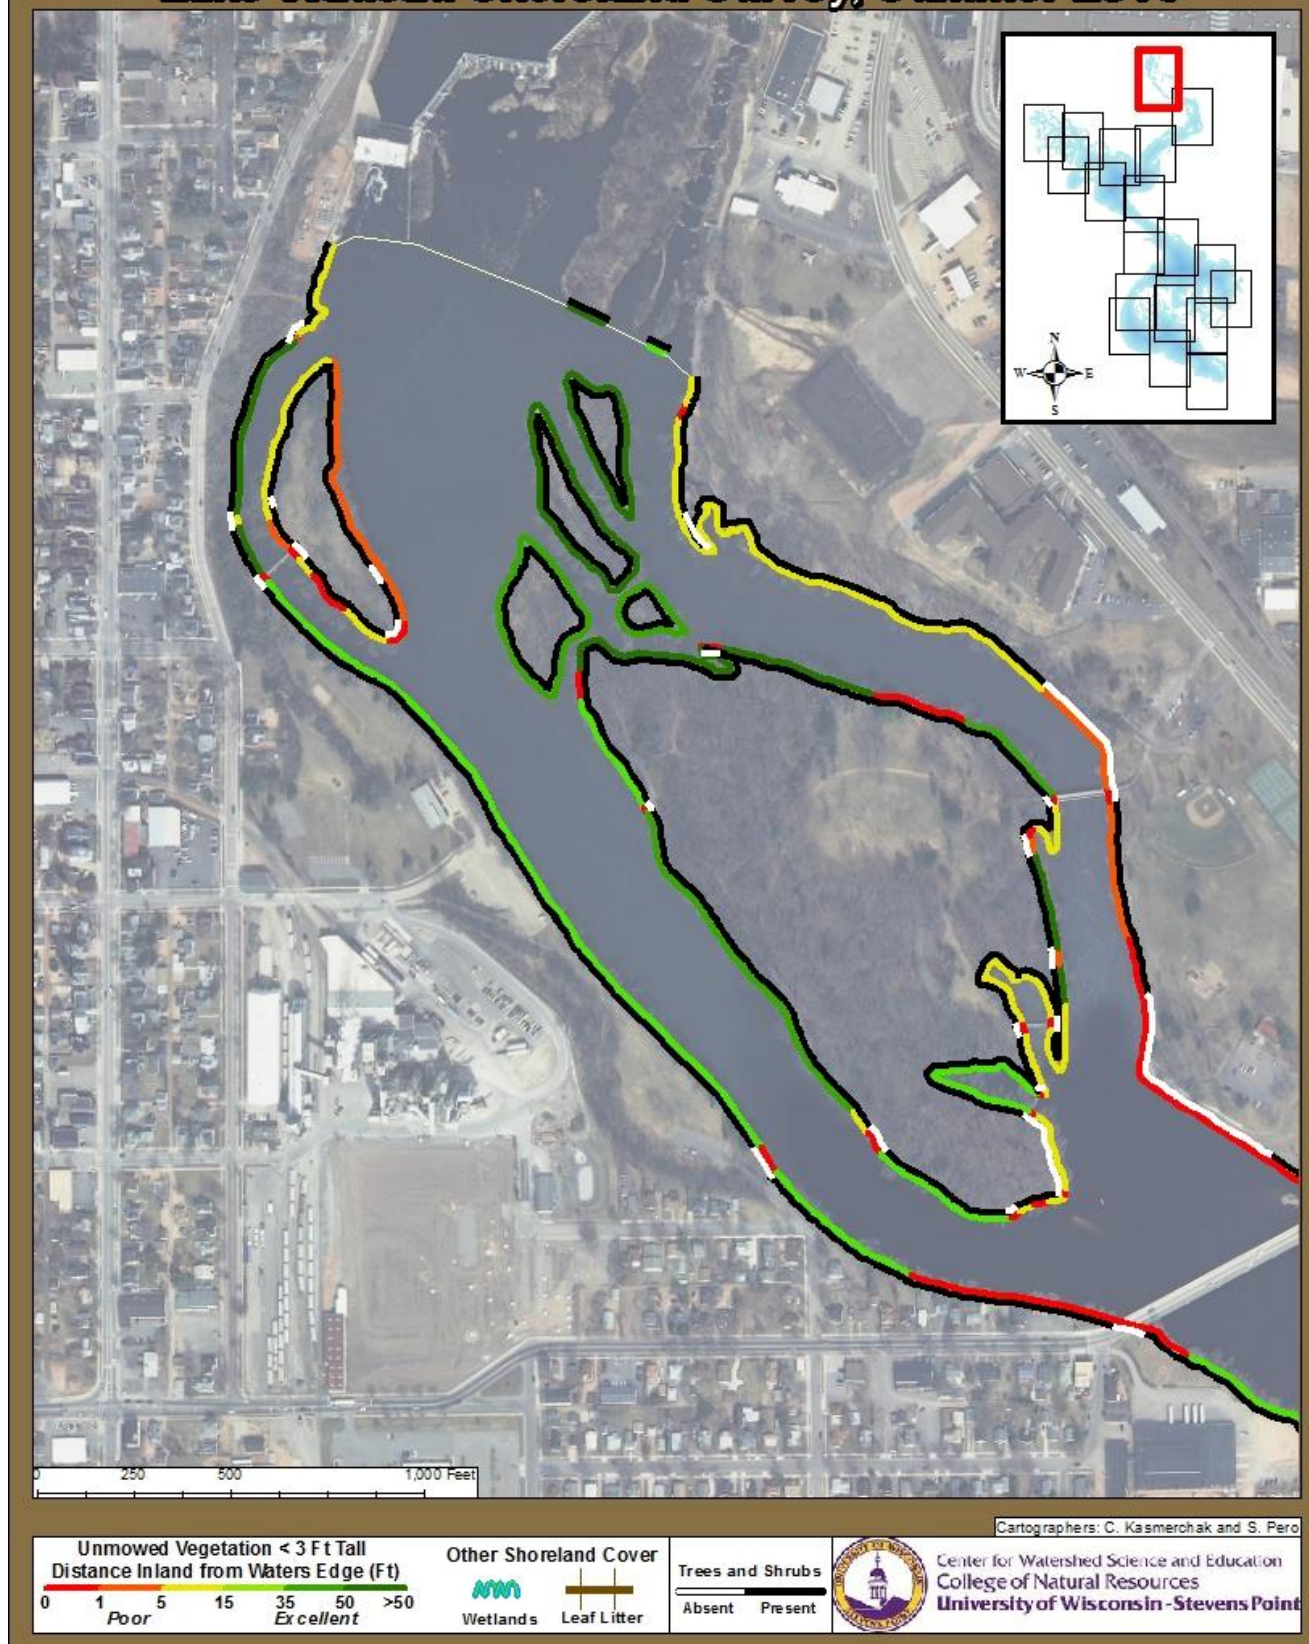 N
W E
S
0 250 500 1,000 Feet
Cartographers: C. Kasmerchak and S. Pero
Unmowed Vegetation < 3 Ft Tall
Distance Inland from Waters Edge (Ft)
0 1 5 15 35 50 >50
Poor Excellent
Other Shoreland Cover
Wetlands Leaf Litter
Trees and Shrubs
Absent Present
Center for Watershed Science and Education
College of Natural Resources
University of Wisconsin - Stevens Point